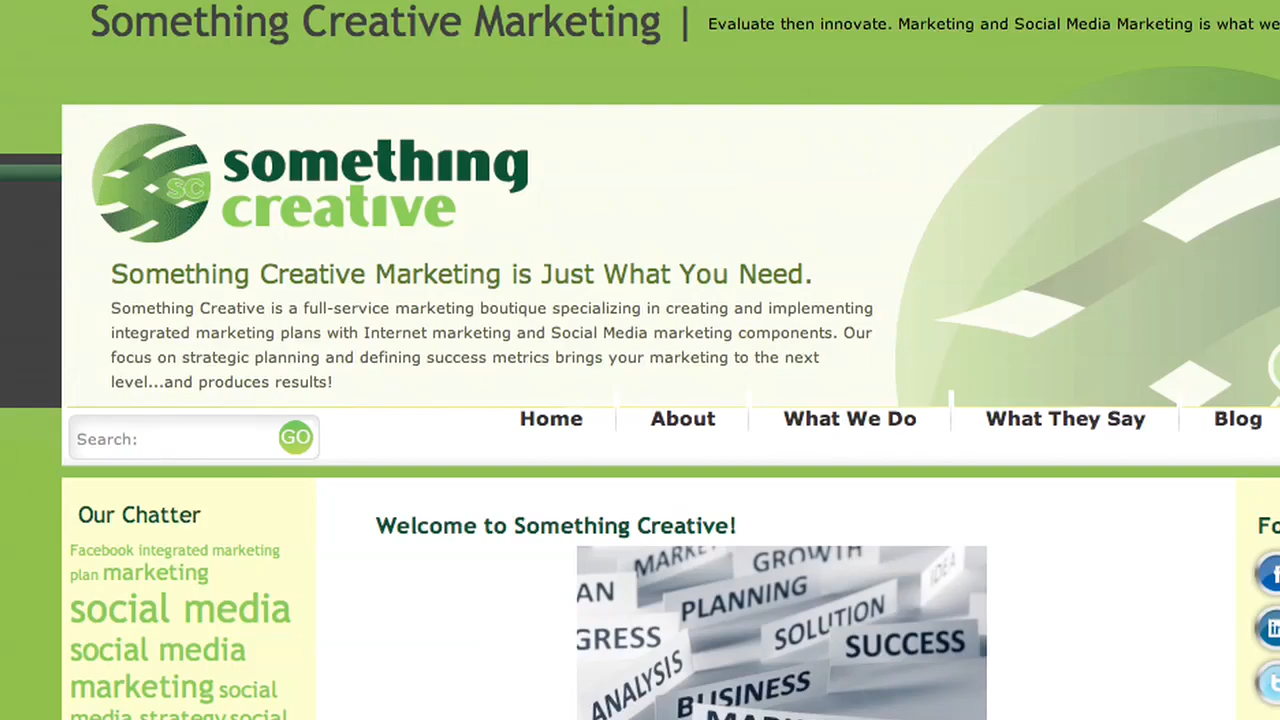 Something Creative Marketing |
Evaluate then innovate. Marketing and Social Media Marketing is what we
SC
something
creative
Something Creative Marketing is Just What You Need.
Something Creative is a full-service marketing boutique specializing in creating and implementing
integrated marketing plans with Internet marketing and Social Media marketing components. Our
focus on strategic planning and defining success metrics brings your marketing to the next
level...and produces results!
Search:
GO
Home
About
What We Do
What They Say
Blog
Our Chatter
Facebook integrated marketing
plan marketing
social media
social media
marketing social
media strategy social
Welcome to Something Creative!
GROWTH
IDEA
PLANNING
SOLUTION
SUCCESS
ANALYSIS
BUSINESS